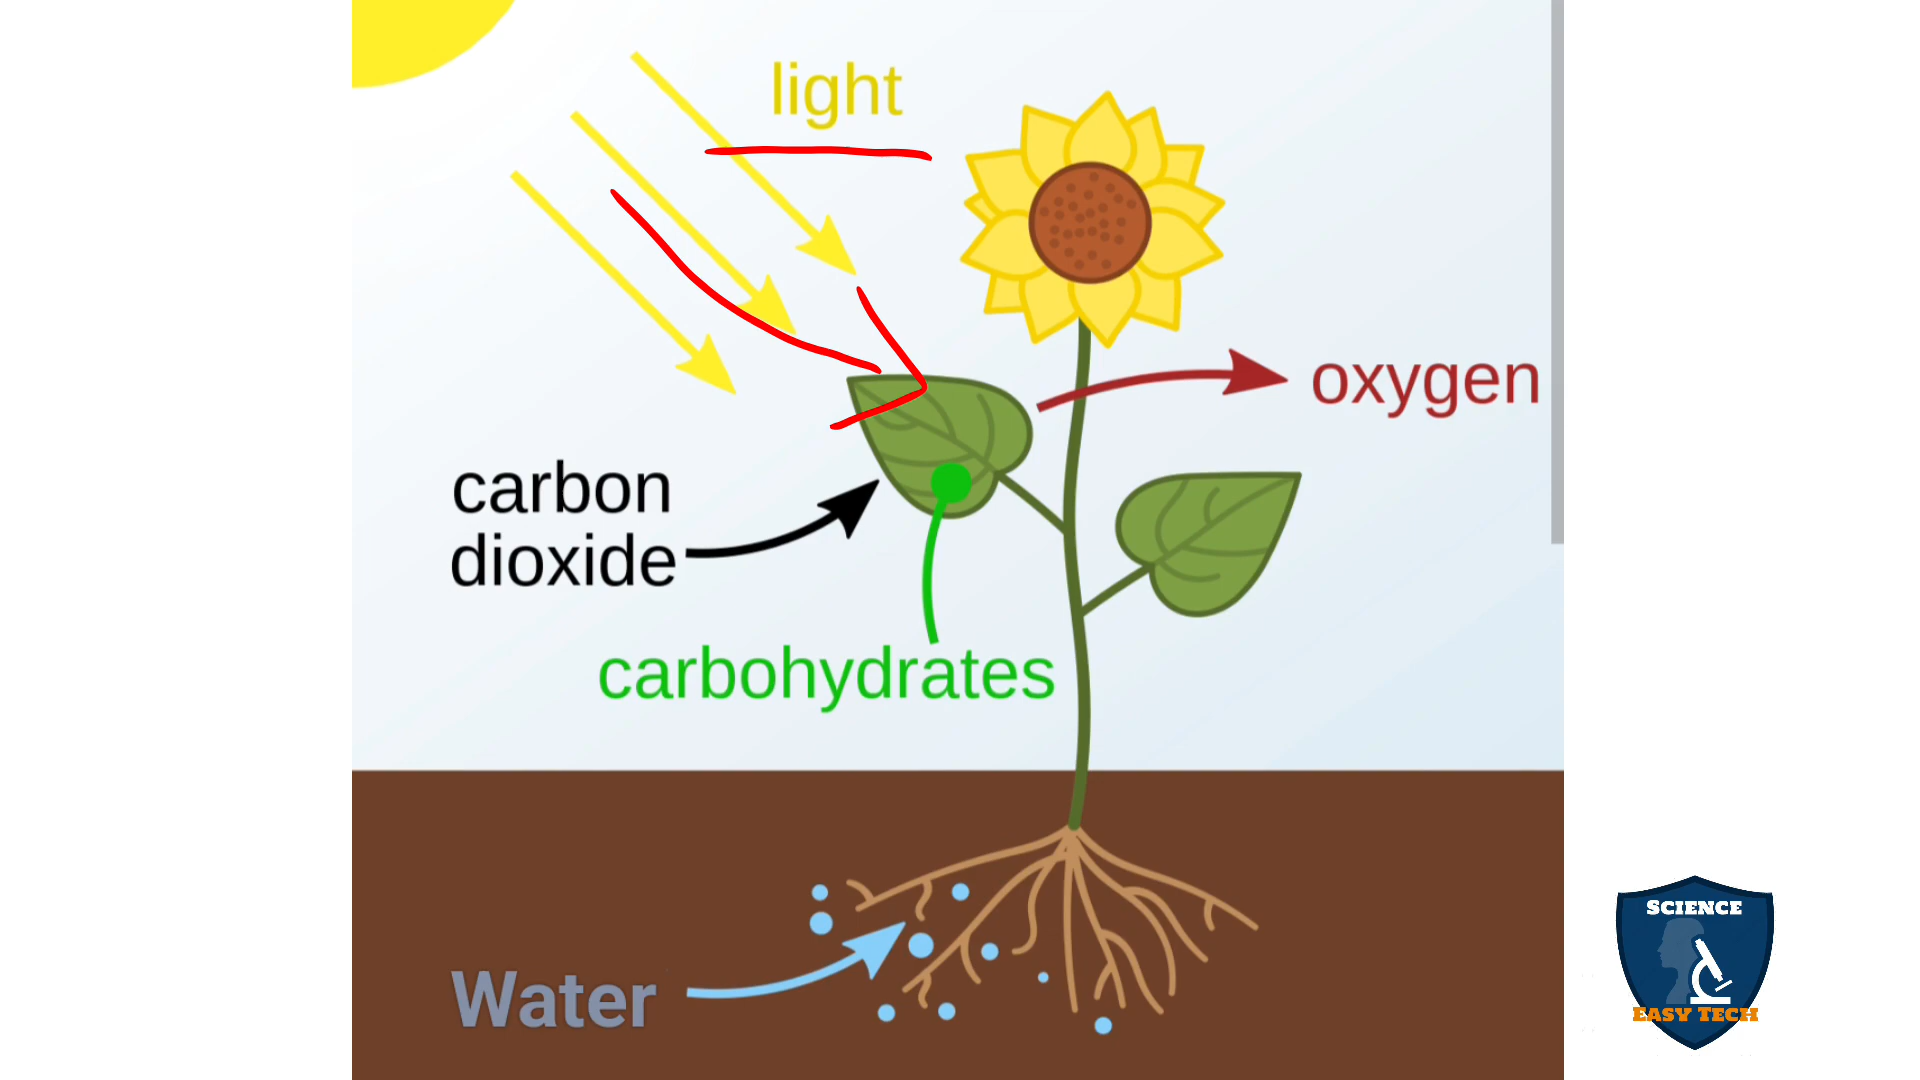 light
oxygen
carbon
dioxide
carbohydrates
Water
SCIENCE
EASY TECH